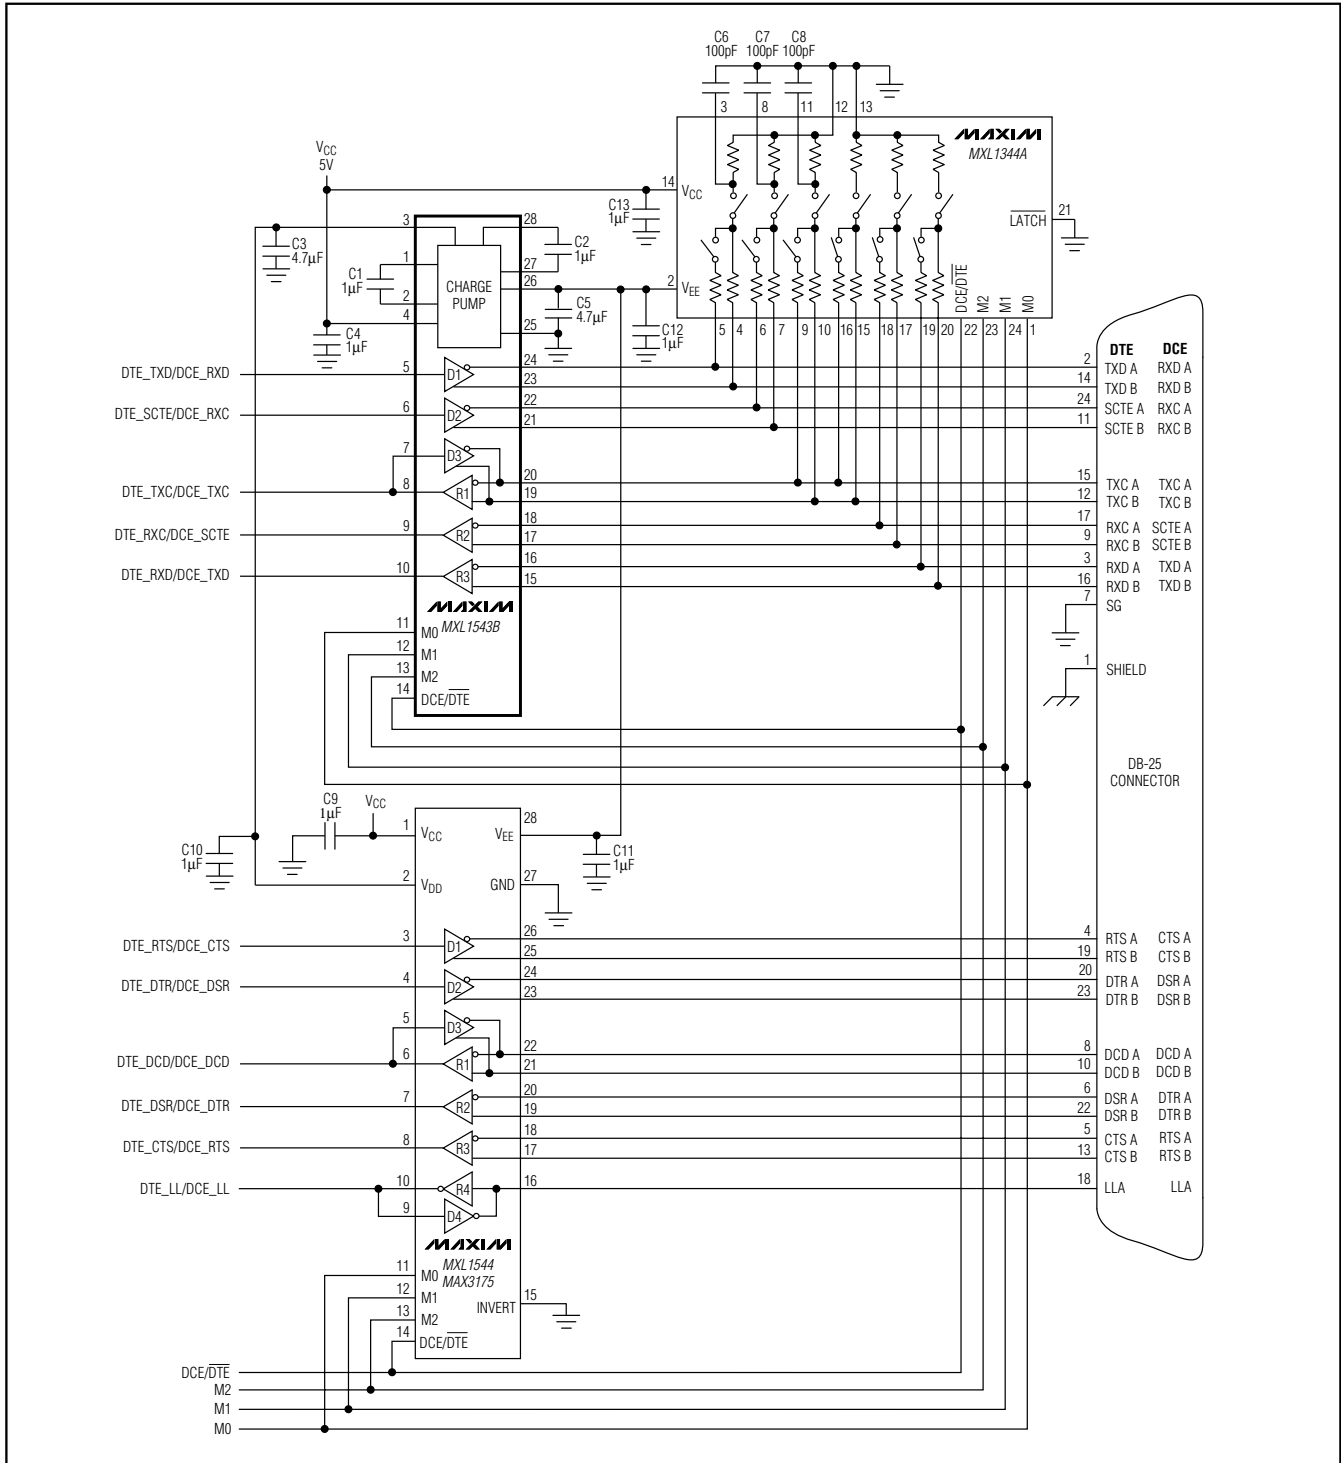 C6 C7 C8
100pF 100pF 100pF
3 8 11 12 13
MAXIM
MXL1344A
VCC
5V
14 VCC
C13
1µF
21
LATCH
3 28
C3
4.7µF
C2
1µF
1 27
C1
1µF
CHARGE
PUMP
26
2 VEE
2
C5
4.7µF
4 25
C4
1µF
C12
1µF
DCE/DTE M2 M1 M0
5 4 6 7 9 10 16 15 18 17 19 20 22 23 24 1
DTE DCE
DTE_TXD/DCE_RXD 5 D1 24 2 TXD A RXD A
23 14 TXD B RXD B
DTE_SCTE/DCE_RXC 6 D2 22 24 SCTE A RXC A
21 11 SCTE B RXC B
7 D3
DTE_TXC/DCE_TXC 8 R1 20 15 TXC A TXC A
19 12 TXC B TXC B
DTE_RXC/DCE_SCTE 9 R2 18 17 RXC A SCTE A
17 9 RXC B SCTE B
DTE_RXD/DCE_TXD 10 R3 16 3 RXD A TXD A
15 16 RXD B TXD B
7 SG
MAXIM
MXL1543B
11 M0
12 M1
13 M2
14 DCE/DTE
1 SHIELD
DB-25
CONNECTOR
C9
1µF
VCC
1 VCC VEE 28
C10
1µF
C11
1µF
2 VDD GND 27
DTE_RTS/DCE_CTS 3 D1 26 4 RTS A CTS A
25 19 RTS B CTS B
DTE_DTR/DCE_DSR 4 D2 24 20 DTR A DSR A
23 23 DTR B DSR B
5 D3
DTE_DCD/DCE_DCD 6 R1 22 8 DCD A DCD A
21 10 DCD B DCD B
DTE_DSR/DCE_DTR 7 R2 20 6 DSR A DTR A
19 22 DSR B DTR B
DTE_CTS/DCE_RTS 8 R3 18 5 CTS A RTS A
17 13 CTS B RTS B
DTE_LL/DCE_LL 10 R4 16 18 LLA LLA
9 D4
MAXIM
MXL1544
MAX3175
11 M0
12 M1
13 M2
14 DCE/DTE
INVERT 15
DCE/DTE
M2
M1
M0